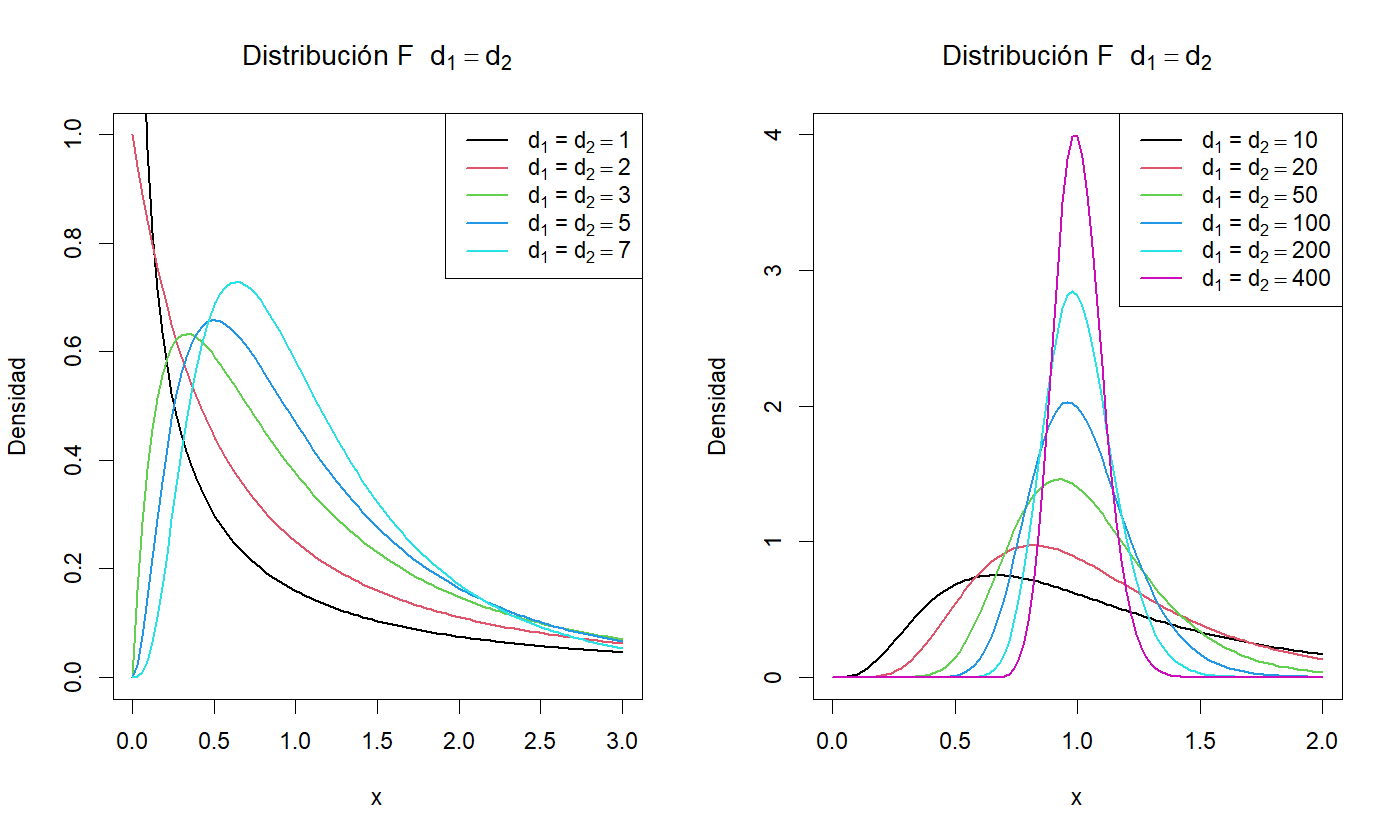 Distribución F d₁ = d₂
Densidad
1.0
0.8
0.6
0.4
0.2
0.0
d₁ = d₂ = 1
d₁ = d₂ = 2
d₁ = d₂ = 3
d₁ = d₂ = 5
d₁ = d₂ = 7
0.0 0.5 1.0 1.5 2.0 2.5 3.0
x
Distribución F d₁ = d₂
Densidad
4
3
2
1
0
d₁ = d₂ = 10
d₁ = d₂ = 20
d₁ = d₂ = 50
d₁ = d₂ = 100
d₁ = d₂ = 200
d₁ = d₂ = 400
0.0 0.5 1.0 1.5 2.0
x